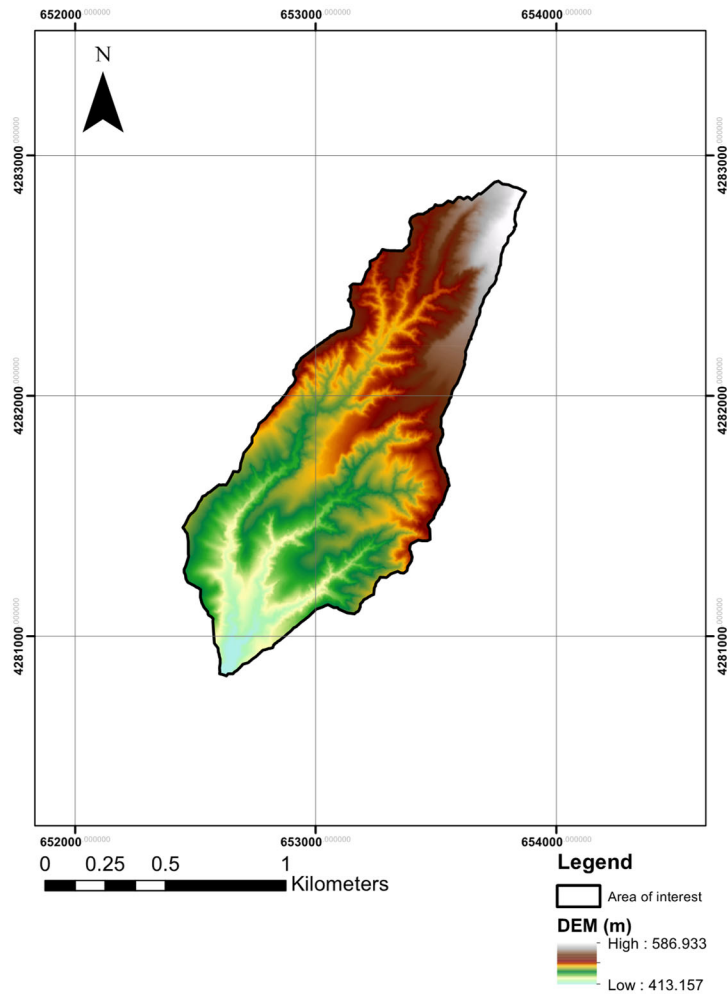 652000.000000 653000.000000 654000.000000
N
4283000.000000 4283000.000000
4282000.000000 4282000.000000
4281000.000000 4281000.000000
652000.000000 653000.000000 654000.000000
0 0.25 0.5 1
Kilometers
Legend
Area of interest
DEM (m)
High : 586.933
Low : 413.157